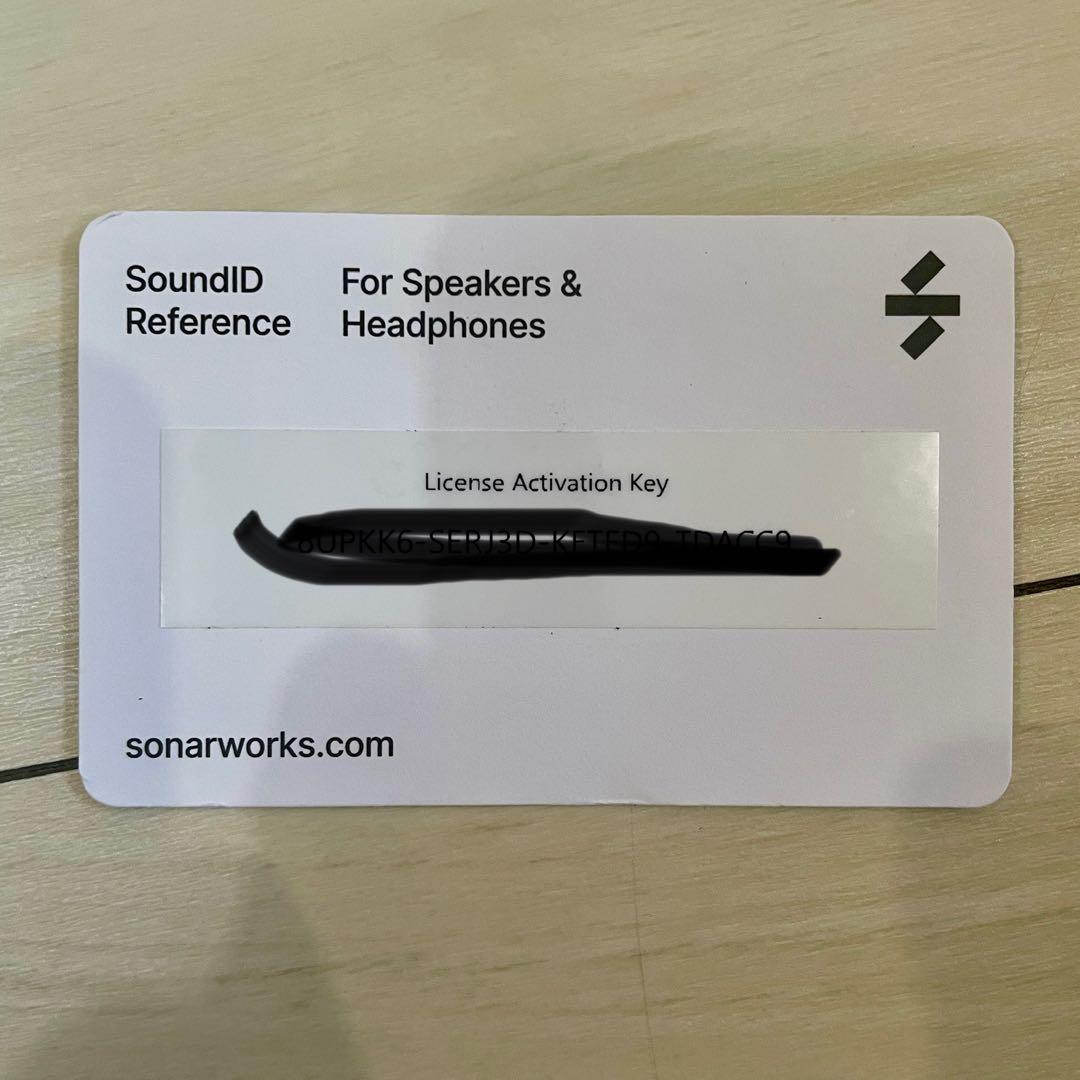 SoundID
Reference
For Speakers &
Headphones
License Activation Key
sonarworks.com